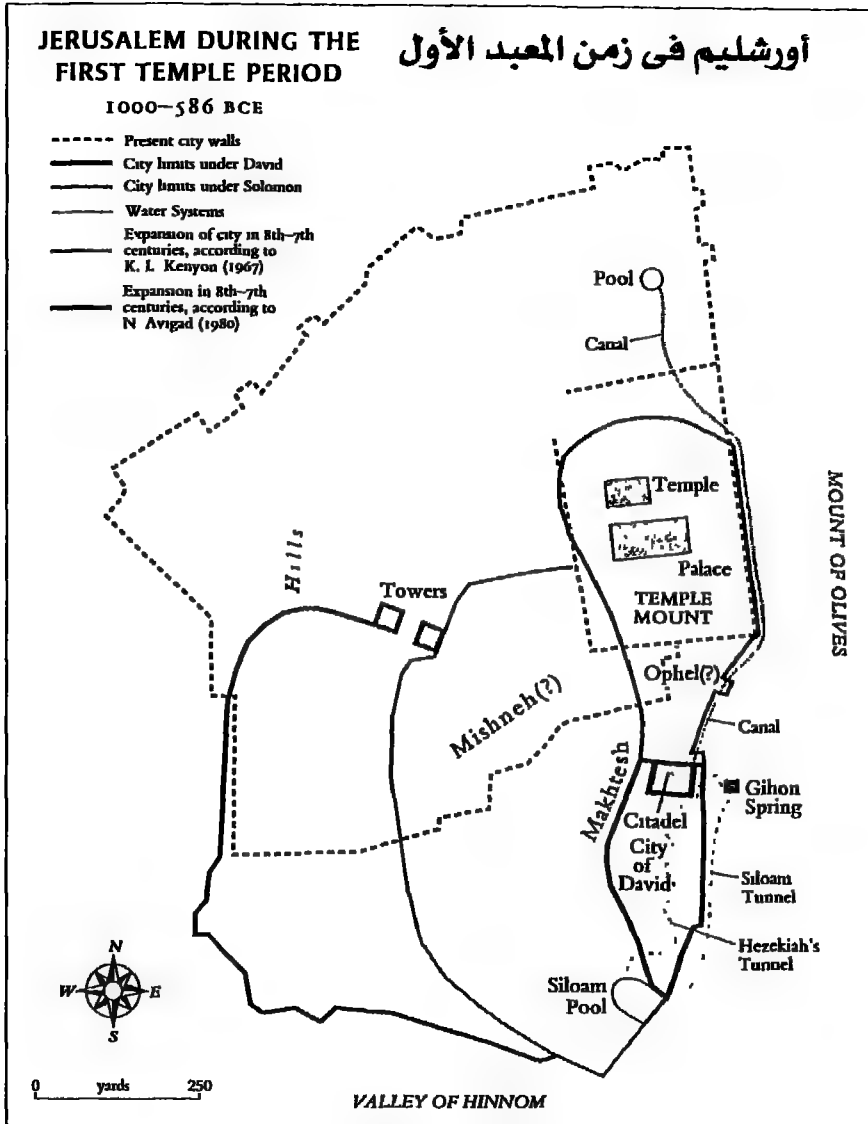 JERUSALEM DURING THE
FIRST TEMPLE PERIOD
أورشليم فى زمن المعبد الأول
1000–586 BCE
Present city walls
City limits under David
City limits under Solomon
Water Systems
Expansion of city in 8th–7th
centuries, according to
K. L. Kenyon (1967)
Expansion in 8th–7th
centuries, according to
N Avigad (1980)
Pool
Canal
Temple
Palace
TEMPLE
MOUNT
MOUNT OF OLIVES
Hills
Towers
Ophel(?)
Mishneh(?)
Canal
Makhtesh
Gihon
Spring
Citadel
City
of
David
Siloam
Tunnel
Hezekiah's
Tunnel
Siloam
Pool
N
W E
S
0 yards 250
VALLEY OF HINNOM